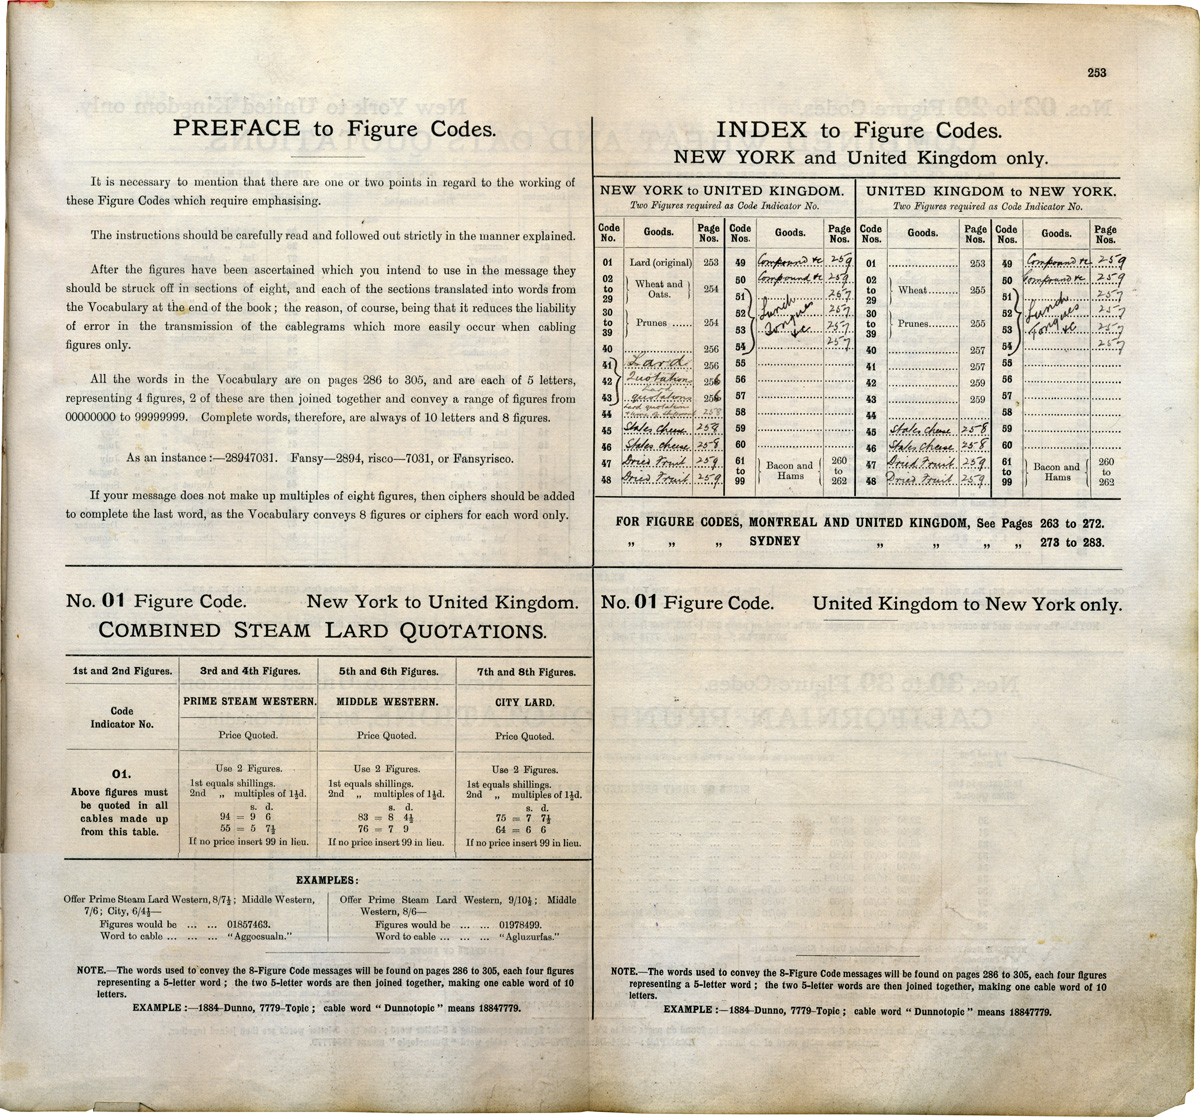 253
PREFACE to Figure Codes.
It is necessary to mention that there are one or two points in regard to the working of
these Figure Codes which require emphasising.
The instructions should be carefully read and followed out strictly in the manner explained.
After the figures have been ascertained which you intend to use in the message they
should be struck off in sections of eight, and each of the sections translated into words from
the Vocabulary at the end of the book ; the reason, of course, being that it reduces the liability
of error in the transmission of the cablegrams which more easily occur when cabling
figures only.
All the words in the Vocabulary are on pages 286 to 305, and are each of 5 letters,
representing 4 figures, 2 of these are then joined together and convey a range of figures from
00000000 to 99999999. Complete words, therefore, are always of 10 letters and 8 figures.
As an instance :—28947031. Fansy—2894, risco—7031, or Fansyrisco.
If your message does not make up multiples of eight figures, then ciphers should be added
to complete the last word, as the Vocabulary conveys 8 figures or ciphers for each word only.
INDEX to Figure Codes.
NEW YORK and United Kingdom only.
NEW YORK to UNITED KINGDOM.
Two Figures required as Code Indicator No.
Code No. Goods. Page Nos. Code Nos. Goods. Page Nos.
01 Lard (original) 253 49 Compound &c 259
02 to 29 Wheat and Oats. 254 50 Compound &c 259
30 to 39 Prunes ...... 254 51 257
52 Lunch 257
53 Tongues &c 257
54 257
40 256 55
41 Lard 256
42 Quotation 256 56
43 Lard quotations 256 57
44 Lard quotations 258 58
45 States cheese 258 59
46 States cheese 258 60
47 Dried Fruit 259 61 to 99 Bacon and Hams 260 to 262
48 Dried Fruit 259
UNITED KINGDOM to NEW YORK.
Two Figures required as Code Indicator No.
Code No. Goods. Page Nos. Code Nos. Goods. Page Nos.
01 253 49 Compound &c 259
02 to 29 Wheat 255 50 Compound &c 259
30 to 39 Prunes 255 51 257
52 Lunch 257
53 Tongues &c 257
54 257
40 257 55
41 257
42 259 56
43 259 57
44 58
45 States cheese 258 59
46 States cheese 258 60
47 Dried Fruit 259 61 to 99 Bacon and Hams 260 to 262
48 Dried Fruit 259
FOR FIGURE CODES, MONTREAL AND UNITED KINGDOM, See Pages 263 to 272.
„ „ „ SYDNEY „ „ „ „ 273 to 283.
No. 01 Figure Code. New York to United Kingdom.
COMBINED STEAM LARD QUOTATIONS.
1st and 2nd Figures. 3rd and 4th Figures. 5th and 6th Figures. 7th and 8th Figures.
Code Indicator No. PRIME STEAM WESTERN. MIDDLE WESTERN. CITY LARD.
Price Quoted. Price Quoted. Price Quoted.
01.
Above figures must
be quoted in all
cables made up
from this table.
Use 2 Figures.
1st equals shillings.
2nd „ multiples of 1½d.
s. d.
94 = 9 6
55 = 5 7½
If no price insert 99 in lieu.
Use 2 Figures.
1st equals shillings.
2nd „ multiples of 1½d.
s. d.
83 = 8 4½
76 = 7 9
If no price insert 99 in lieu.
Use 2 Figures.
1st equals shillings.
2nd „ multiples of 1½d.
s. d.
75 = 7 7½
64 = 6 6
If no price insert 99 in lieu.
EXAMPLES:
Offer Prime Steam Lard Western, 8/7½ ; Middle Western,
7/6 ; City, 6/4½—
Figures would be ... ... 01857463.
Word to cable ... ... ... "Aggocsualn."
Offer Prime Steam Lard Western, 9/10½ ; Middle
Western, 8/6—
Figures would be ... ... 01978499.
Word to cable ... ... ... "Agluzurfas."
NOTE.—The words used to convey the 8-Figure Code messages will be found on pages 286 to 305, each four figures
representing a 5-letter word ; the two 5-letter words are then joined together, making one cable word of 10
letters.
EXAMPLE :—1884–Dunno, 7779–Topic ; cable word "Dunnotopic" means 18847779.
No. 01 Figure Code. United Kingdom to New York only.
NOTE.—The words used to convey the 8-Figure Code messages will be found on pages 286 to 305, each four figures
representing a 5-letter word ; the two 5-letter words are then joined together, making one cable word of 10
letters.
EXAMPLE :—1884–Dunno, 7779–Topic ; cable word "Dunnotopic" means 18847779.